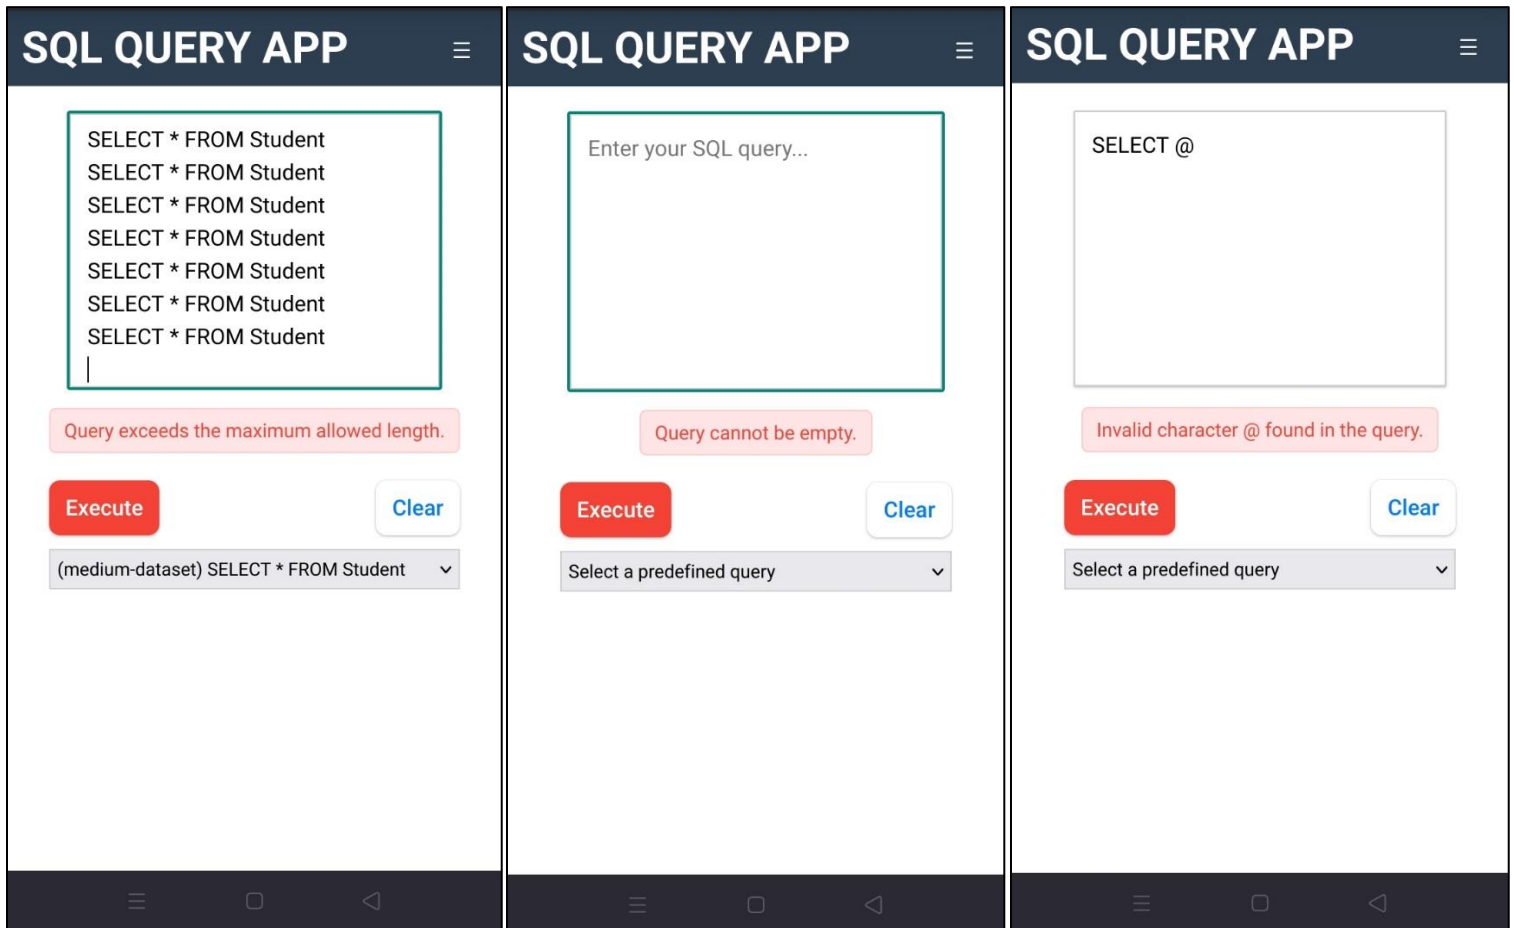 SQL QUERY APP
SELECT * FROM Student
SELECT * FROM Student
SELECT * FROM Student
SELECT * FROM Student
SELECT * FROM Student
SELECT * FROM Student
SELECT * FROM Student
Query exceeds the maximum allowed length.
Execute
Clear
(medium-dataset) SELECT * FROM Student
SQL QUERY APP
Enter your SQL query...
Query cannot be empty.
Execute
Clear
Select a predefined query
SQL QUERY APP
SELECT @
Invalid character @ found in the query.
Execute
Clear
Select a predefined query